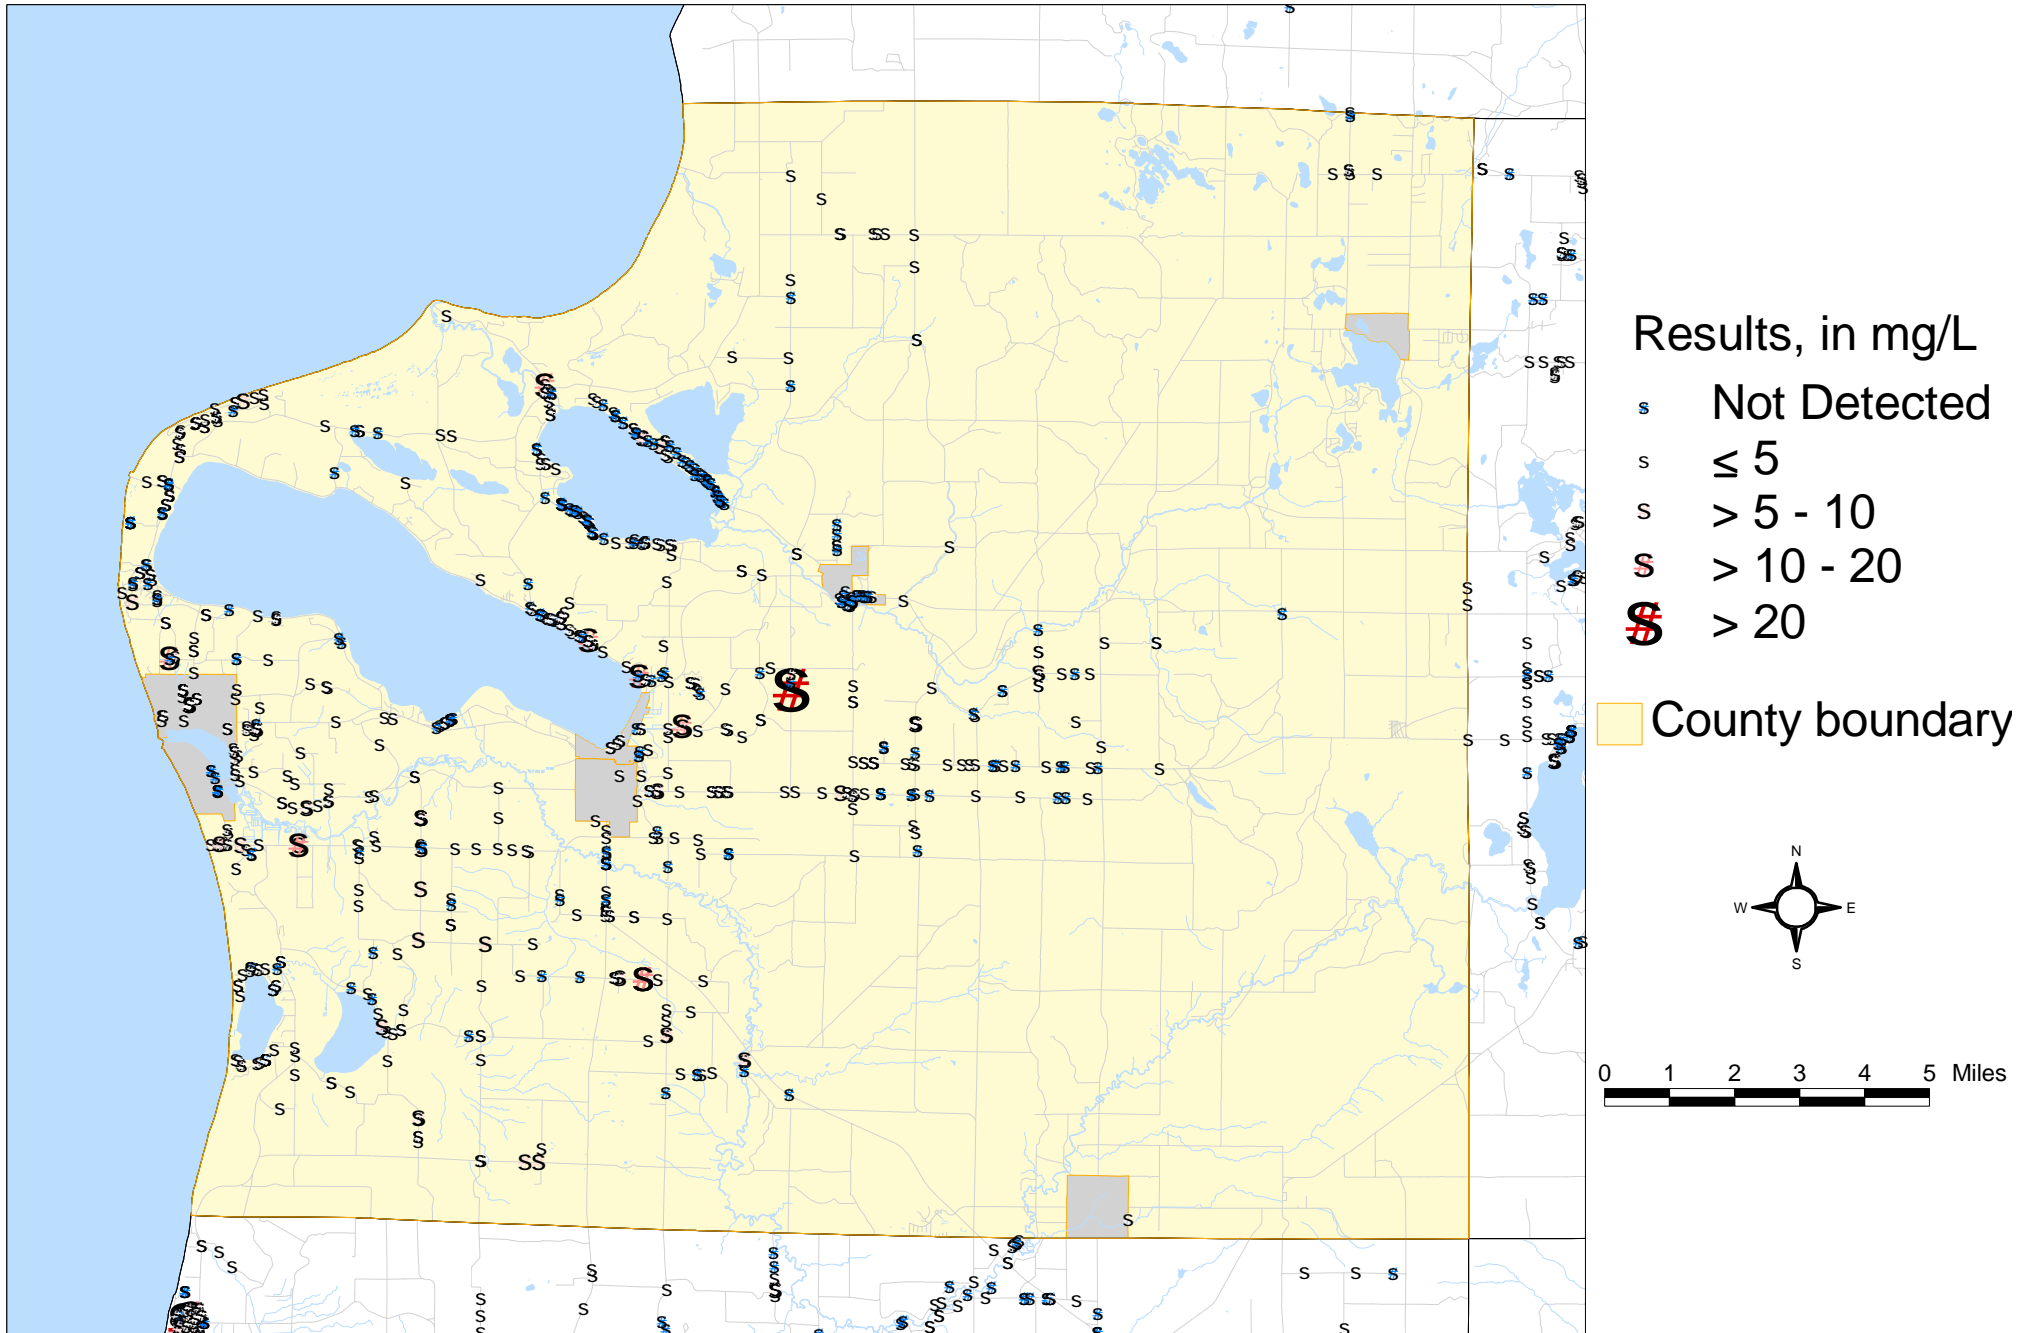 Results, in mg/L
s Not Detected
s ≤ 5
s > 5 - 10
s > 10 - 20
s > 20
County boundary
N
W E
S
0 1 2 3 4 5 Miles